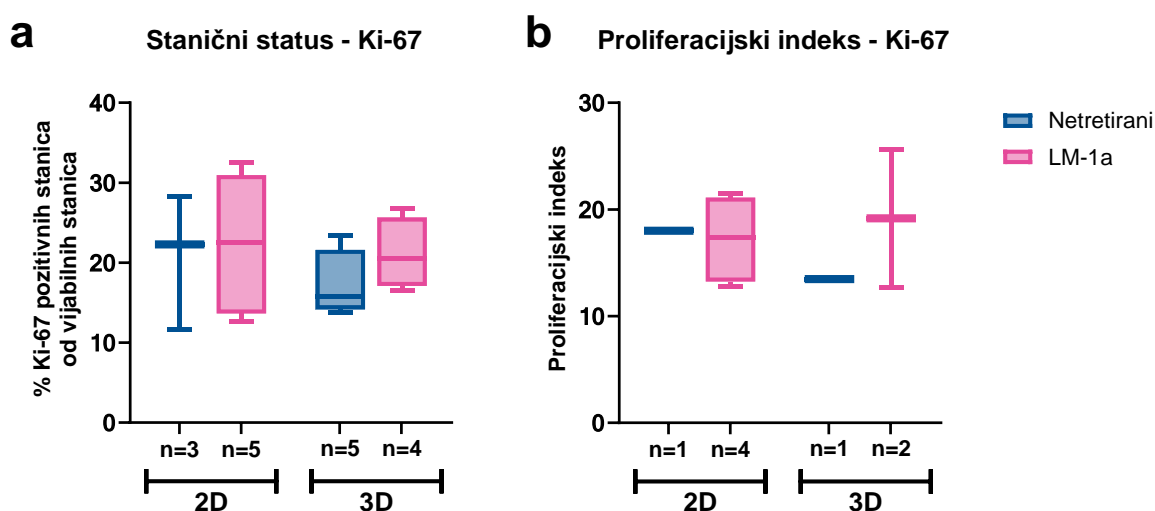 a
Stanični status - Ki-67
% Ki-67 pozitivnih stanica
od vijabilnih stanica
40
30
20
10
0
n=3 n=5 n=5 n=4
2D 3D
b
Proliferacijski indeks - Ki-67
Proliferacijski indeks
30
20
10
0
n=1 n=4 n=1 n=2
2D 3D
Netretirani
LM-1a